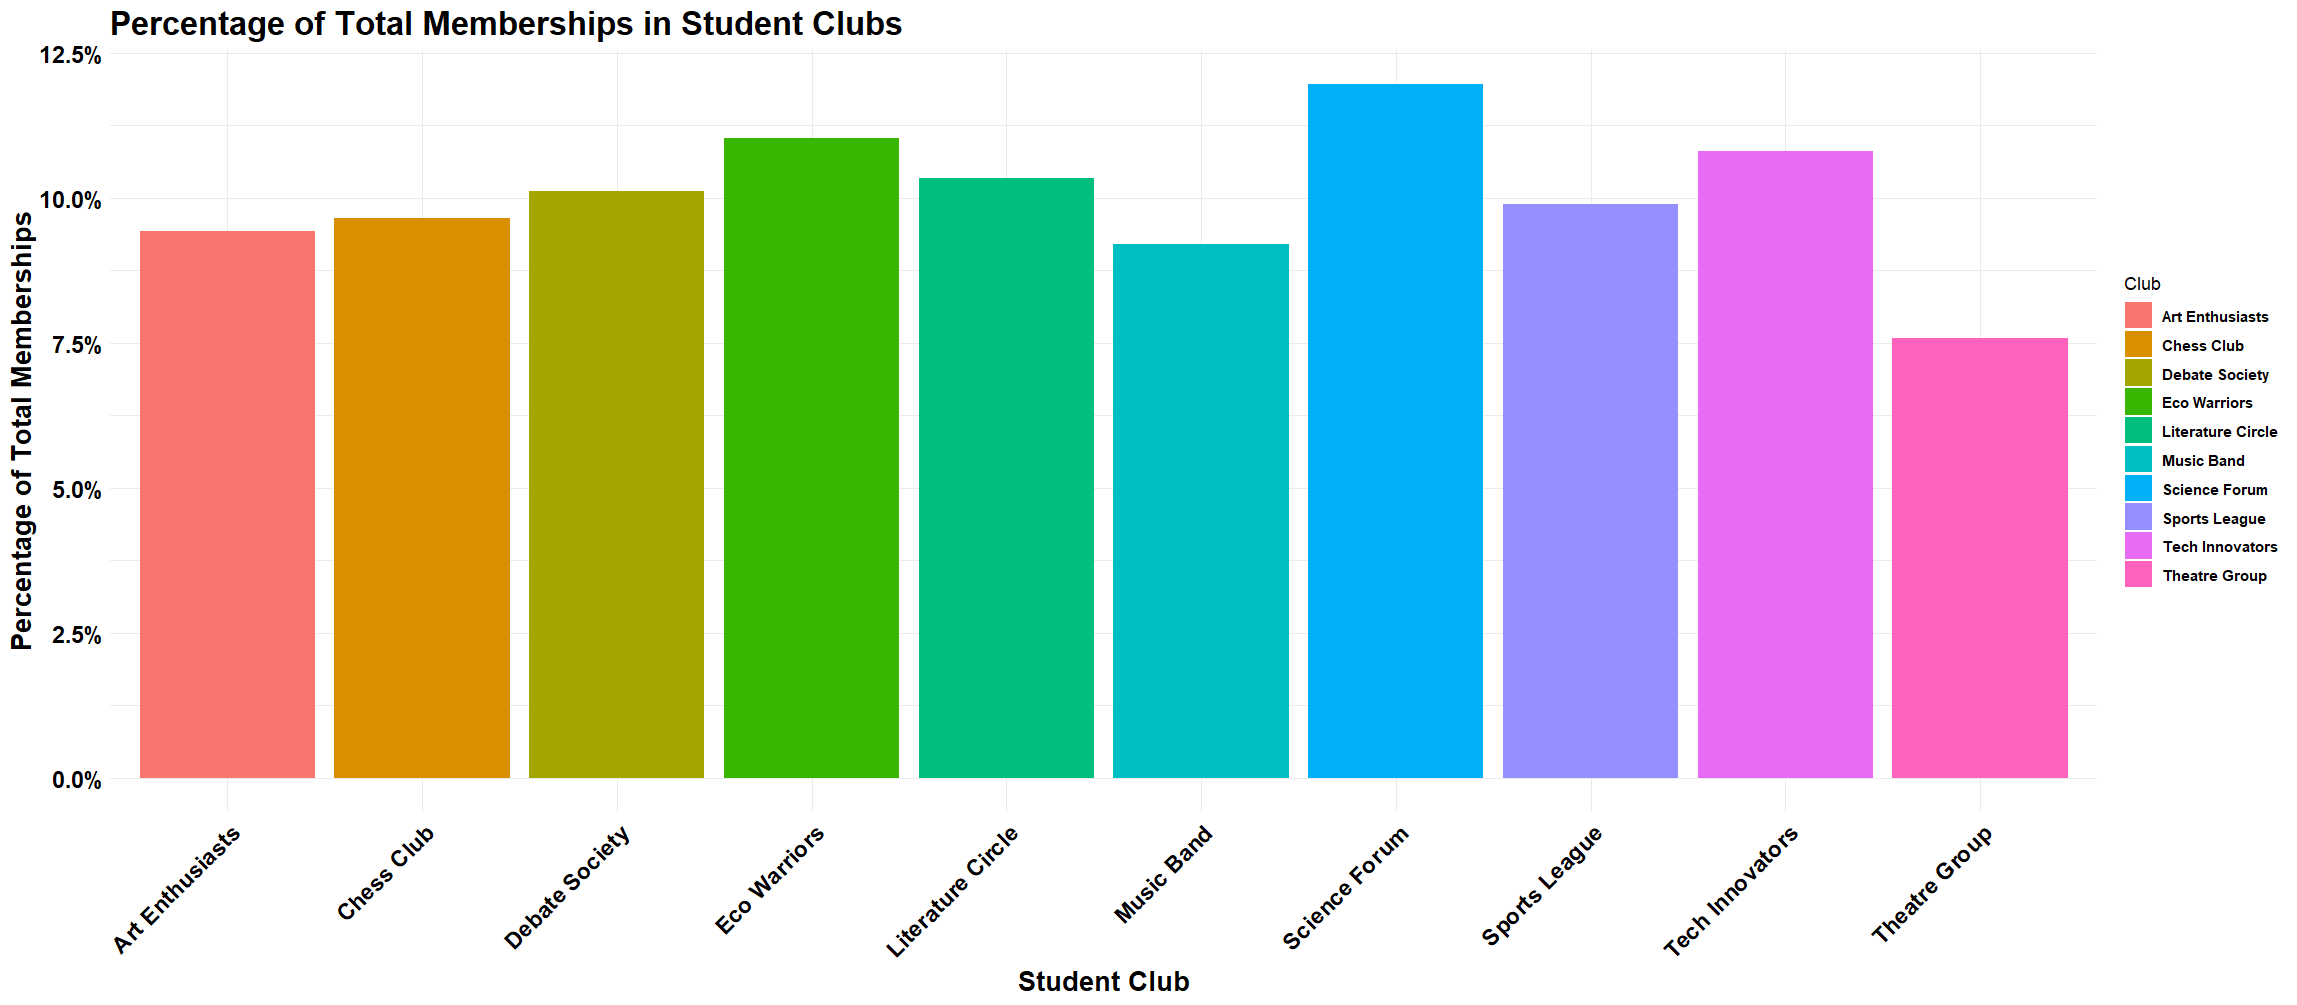 Percentage of Total Memberships in Student Clubs
Percentage of Total Memberships
12.5%
10.0%
7.5%
5.0%
2.5%
0.0%
Art Enthusiasts
Chess Club
Debate Society
Eco Warriors
Literature Circle
Music Band
Science Forum
Sports League
Tech Innovators
Theatre Group
Student Club
Club
Art Enthusiasts
Chess Club
Debate Society
Eco Warriors
Literature Circle
Music Band
Science Forum
Sports League
Tech Innovators
Theatre Group